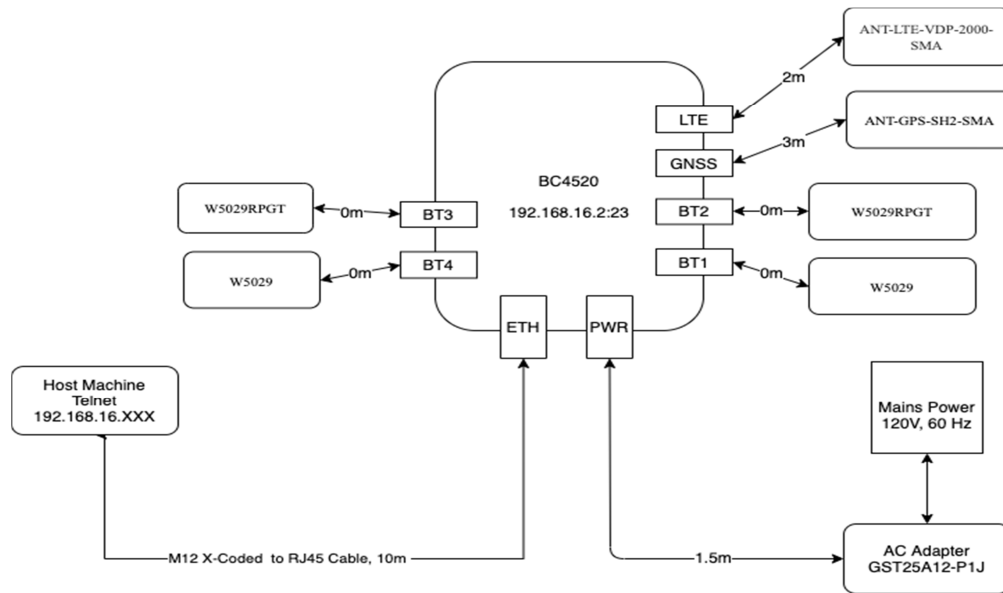 ANT-LTE-VDP-2000-
SMA
2m
LTE
ANT-GPS-SH2-SMA
3m
GNSS
BC4520
192.168.16.2:23
W5029RPGT
0m
BT3
BT2
0m
W5029RPGT
W5029
0m
BT4
BT1
0m
W5029
ETH
PWR
Host Machine
Telnet
192.168.16.XXX
Mains Power
120V, 60 Hz
M12 X-Coded to RJ45 Cable, 10m
1.5m
AC Adapter
GST25A12-P1J